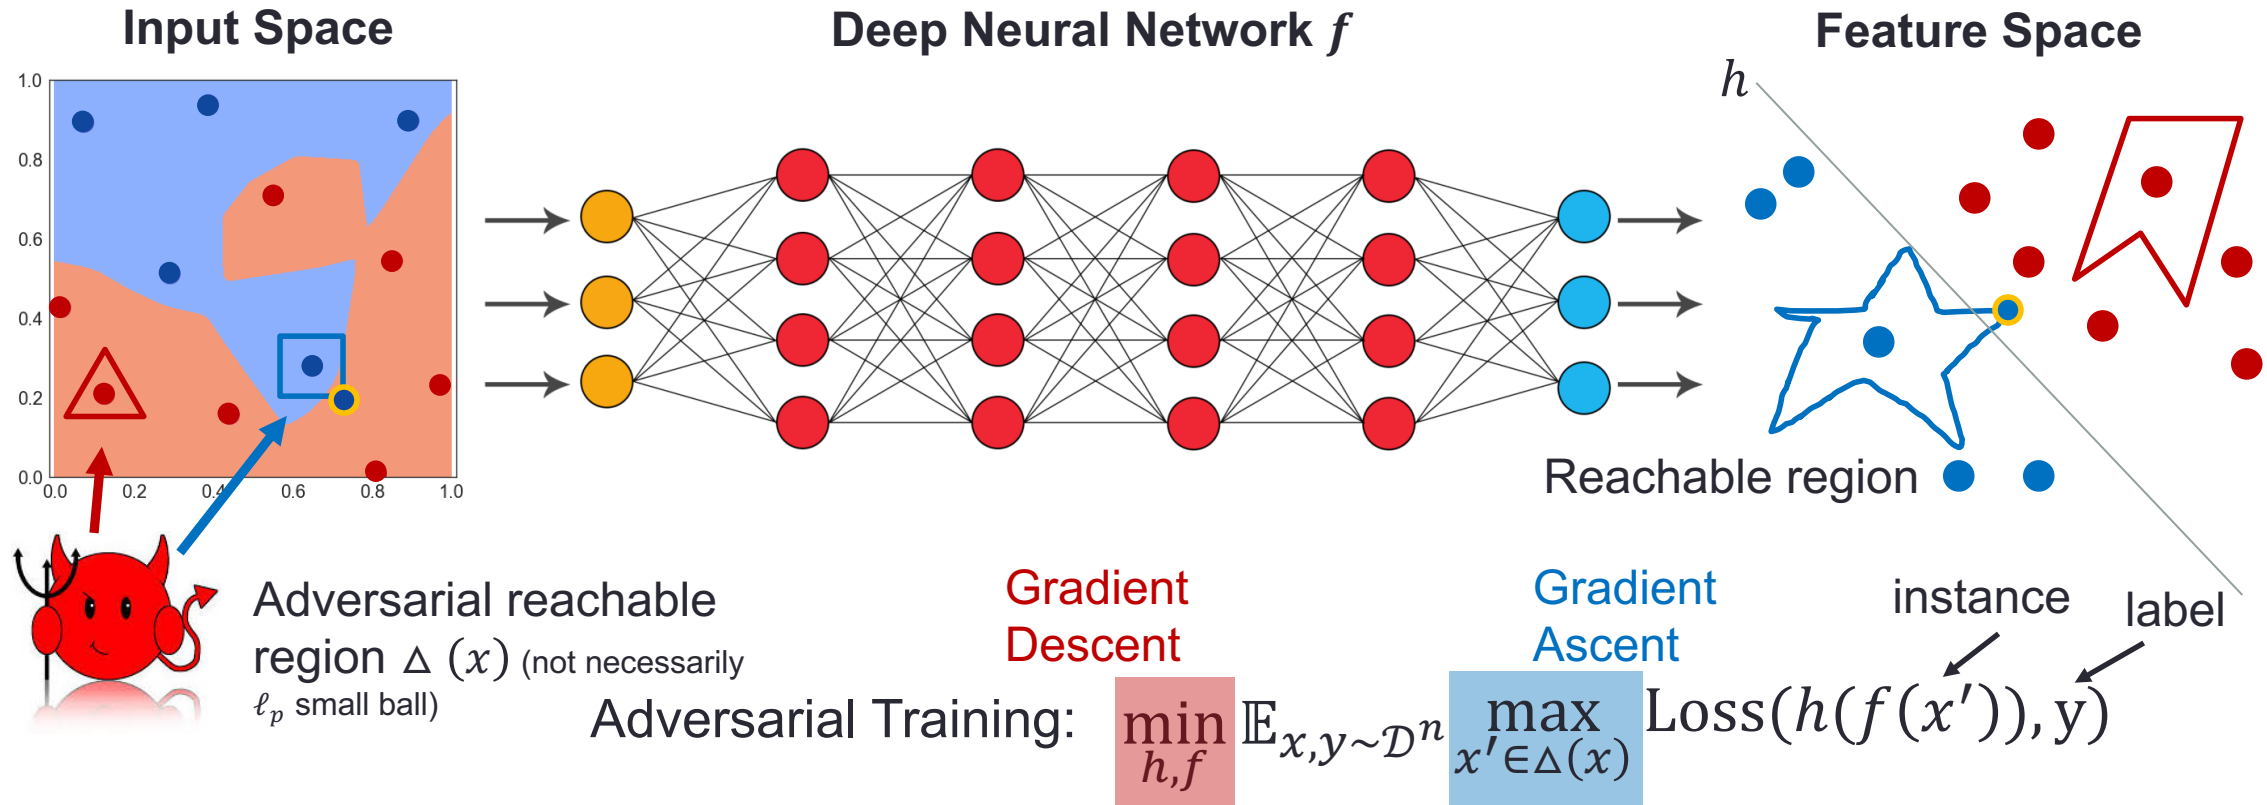 Input Space
Deep Neural Network f
Feature Space
h
1.0
0.8
0.6
0.4
0.2
0.0
0.0 0.2 0.4 0.6 0.8 1.0
Reachable region
Adversarial reachable
region △ (x) (not necessarily
ℓₚ small ball)
Gradient
Descent
Gradient
Ascent
instance
label
Adversarial Training: min 𝔼x,y~𝒟ⁿ max Loss(h(f(x′)), y)
h,f x′∈△(x)